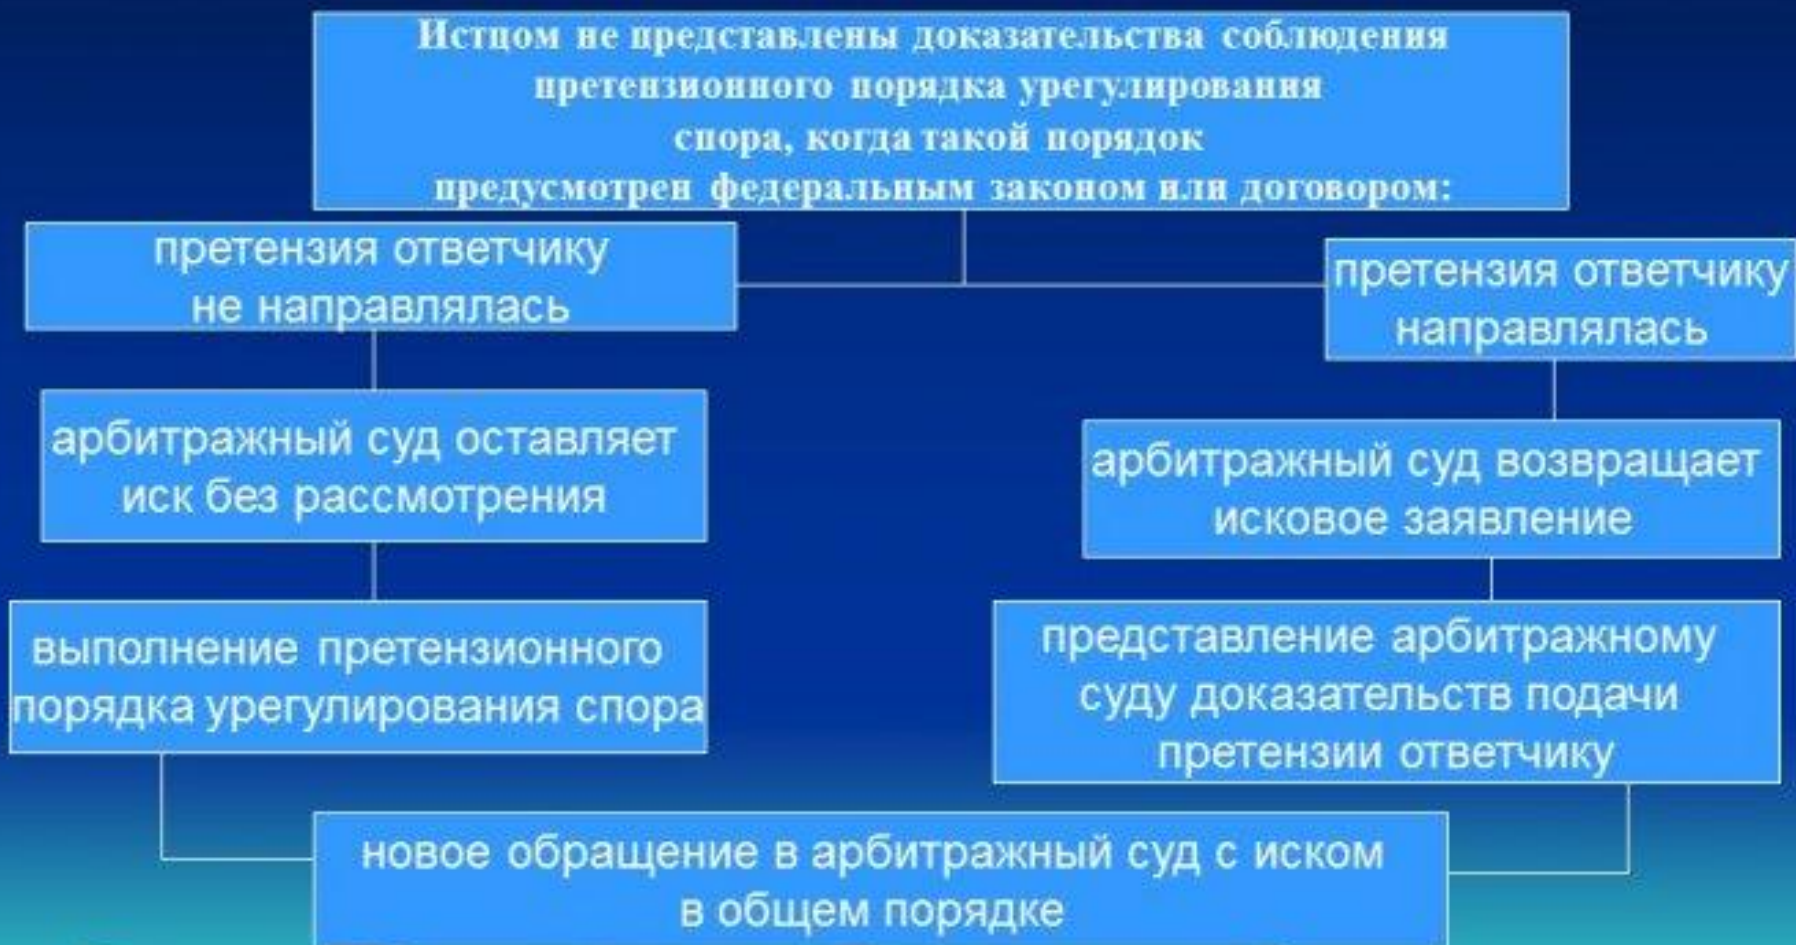 Истцом не представлены доказательства соблюдения
претензионного порядка урегулирования
спора, когда такой порядок
предусмотрен федеральным законом или договором:
претензия ответчику
не направлялась
претензия ответчику
направлялась
арбитражный суд оставляет
иск без рассмотрения
арбитражный суд возвращает
исковое заявление
выполнение претензионного
порядка урегулирования спора
представление арбитражному
суду доказательств подачи
претензии ответчику
новое обращение в арбитражный суд с иском
в общем порядке